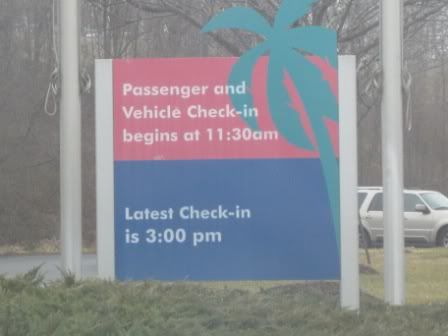 Passenger and
Vehicle Check-in
begins at 11:30am
Latest Check-in
is 3:00 pm